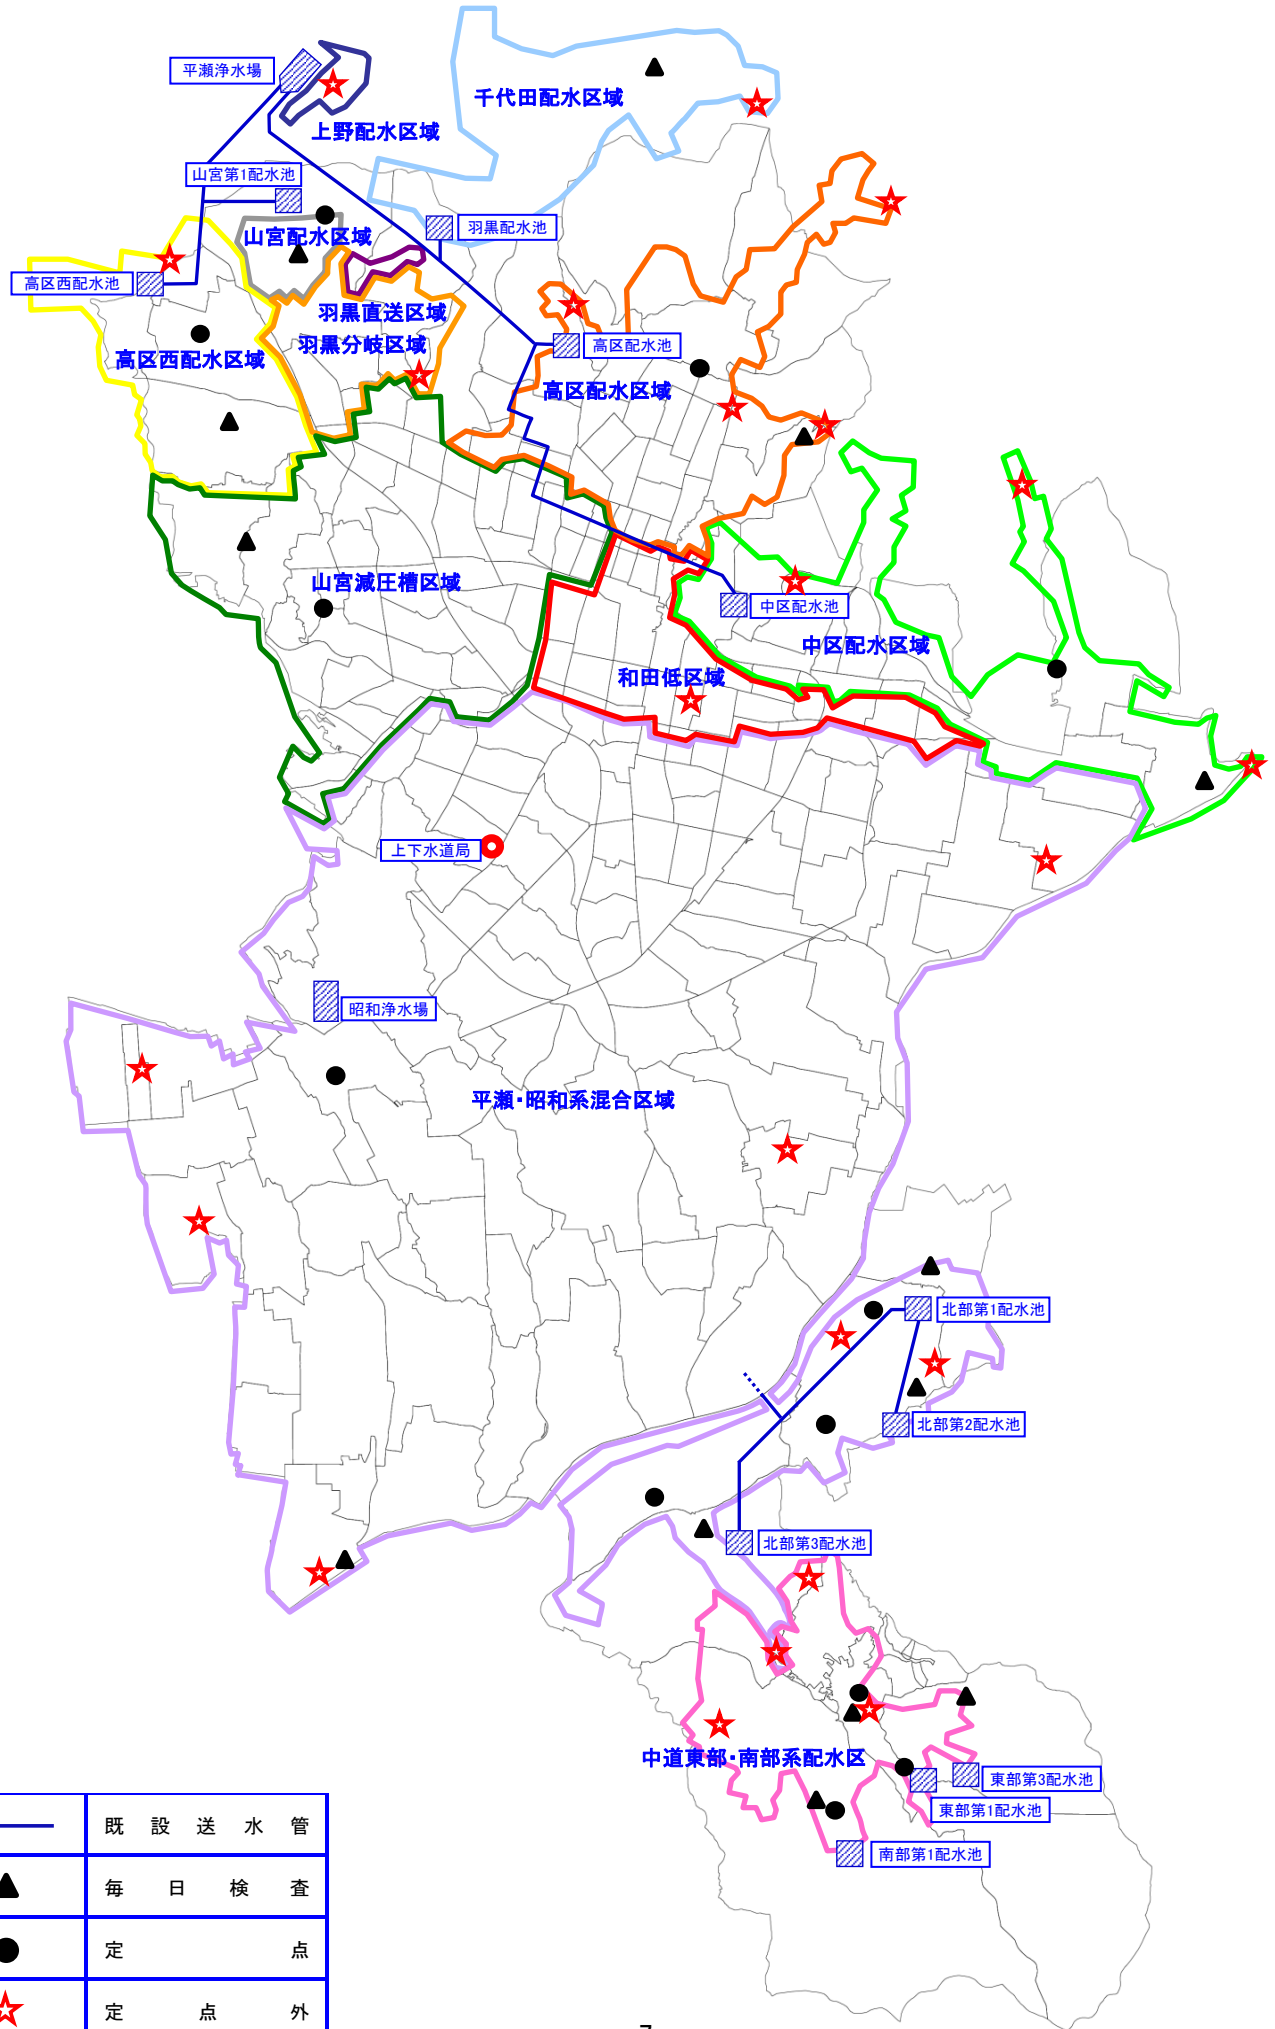 平瀬浄水場
千代田配水区域
上野配水区域
山宮第1配水池
羽黒配水池
山宮配水区域
高区西配水池
羽黒直送区域
羽黒分岐区域
高区配水池
高区西配水区域
高区配水区域
山宮減圧槽区域
中区配水池
中区配水区域
和田低区域
上下水道局
昭和浄水場
平瀬・昭和系混合区域
北部第1配水池
北部第2配水池
北部第3配水池
中道東部・南部系配水区
東部第3配水池
東部第1配水池
南部第1配水池
既設送水管
毎日検査
定点
定点外